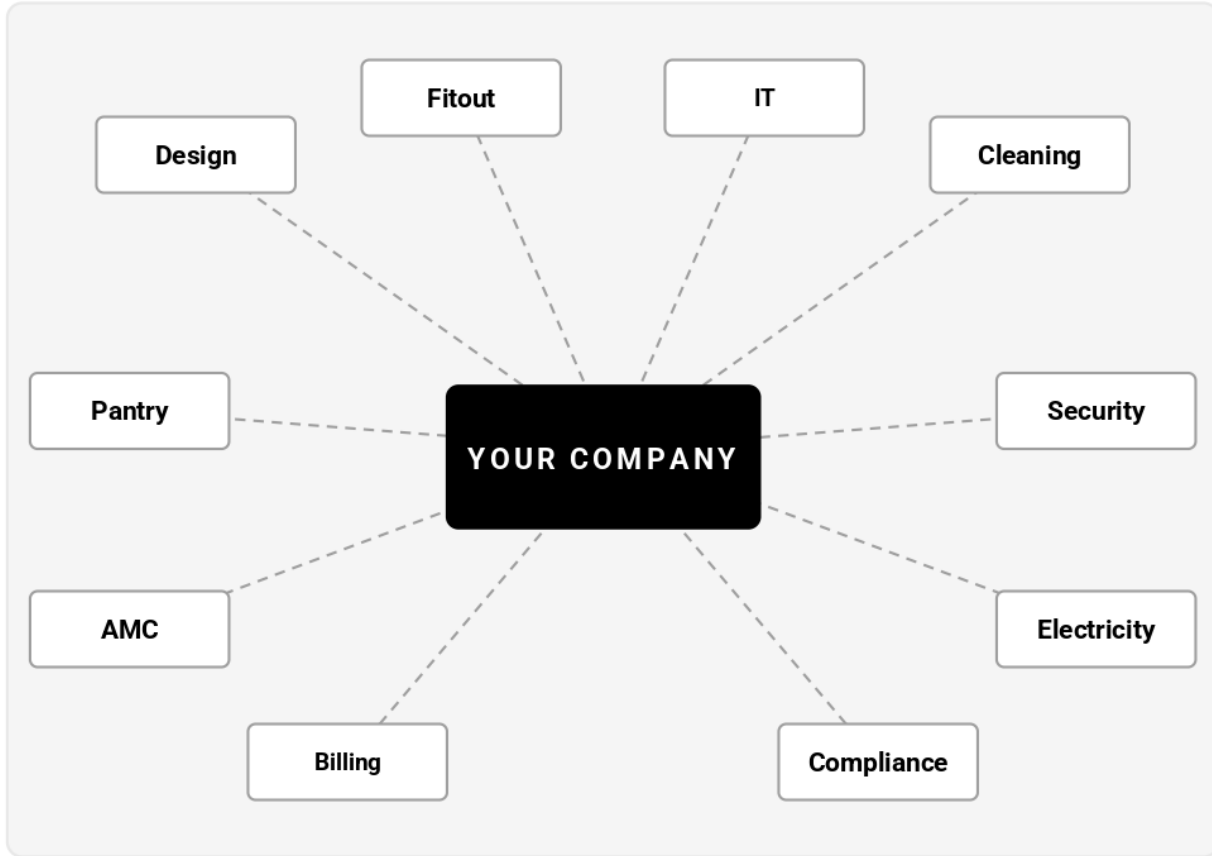 Fitout
IT
Design
Cleaning
Pantry
Security
YOUR COMPANY
AMC
Electricity
Billing
Compliance